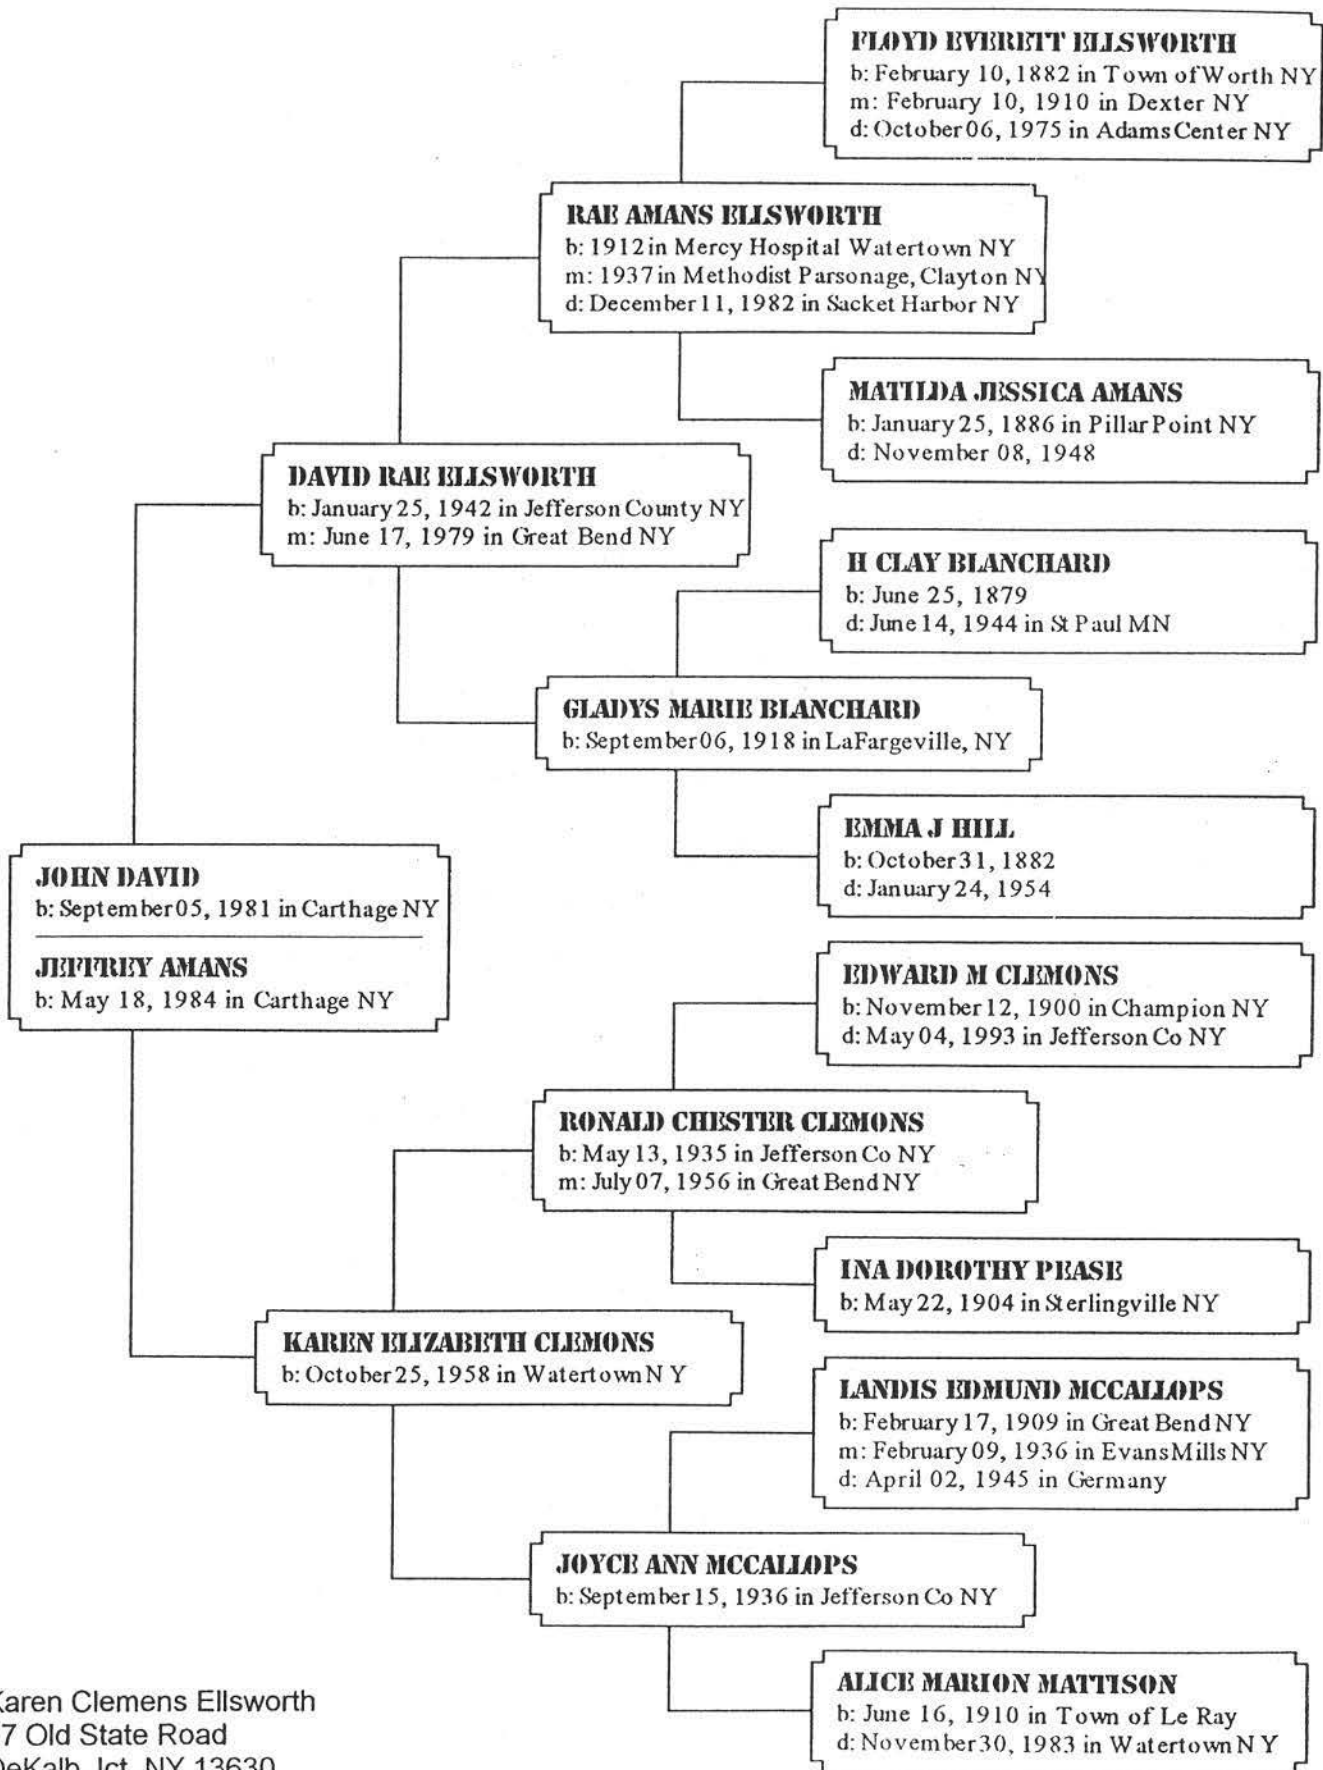 FLOYD EVERETT ELLSWORTH
b: February 10, 1882 in Town of Worth NY
m: February 10, 1910 in Dexter NY
d: October 06, 1975 in Adams Center NY
RAE AMANS ELLSWORTH
b: 1912 in Mercy Hospital Watertown NY
m: 1937 in Methodist Parsonage, Clayton NY
d: December 11, 1982 in Sacket Harbor NY
MATILDA JESSICA AMANS
b: January 25, 1886 in Pillar Point NY
d: November 08, 1948
DAVID RAE ELLSWORTH
b: January 25, 1942 in Jefferson County NY
m: June 17, 1979 in Great Bend NY
H CLAY BLANCHARD
b: June 25, 1879
d: June 14, 1944 in St Paul MN
GLADYS MARIE BLANCHARD
b: September 06, 1918 in LaFargeville, NY
EMMA J HILL
b: October 31, 1882
d: January 24, 1954
JOHN DAVID
b: September 05, 1981 in Carthage NY
JEFFREY AMANS
b: May 18, 1984 in Carthage NY
EDWARD M CLEMONS
b: November 12, 1900 in Champion NY
d: May 04, 1993 in Jefferson Co NY
RONALD CHESTER CLEMONS
b: May 13, 1935 in Jefferson Co NY
m: July 07, 1956 in Great Bend NY
INA DOROTHY PEASE
b: May 22, 1904 in Sterlingville NY
KAREN ELIZABETH CLEMONS
b: October 25, 1958 in Watertown N Y
LANDIS EDMUND MCCALLOPS
b: February 17, 1909 in Great Bend NY
m: February 09, 1936 in Evans Mills NY
d: April 02, 1945 in Germany
JOYCE ANN MCCALLOPS
b: September 15, 1936 in Jefferson Co NY
ALICE MARION MATTISON
b: June 16, 1910 in Town of Le Ray
d: November 30, 1983 in Watertown N Y
Karen Clemens Ellsworth
7 Old State Road
DeKalb Jct. NY 13630